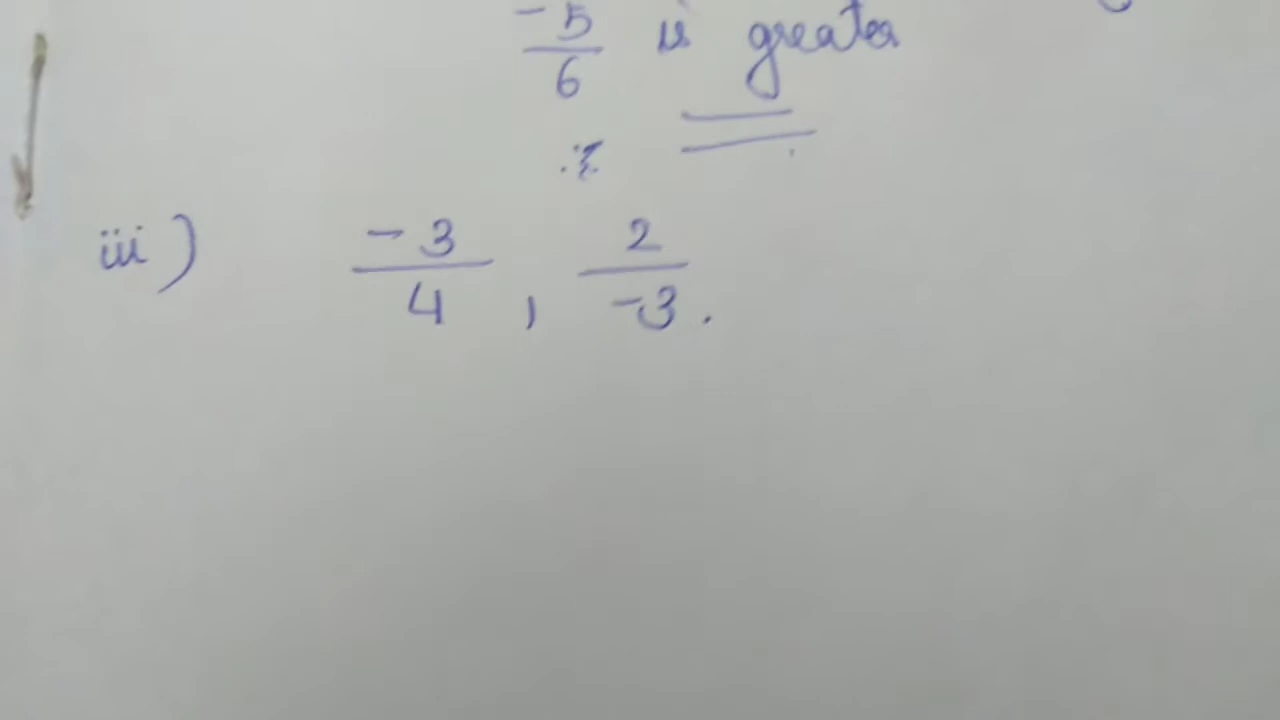 -5/6 is greater
iii) -3/4 , 2/-3.